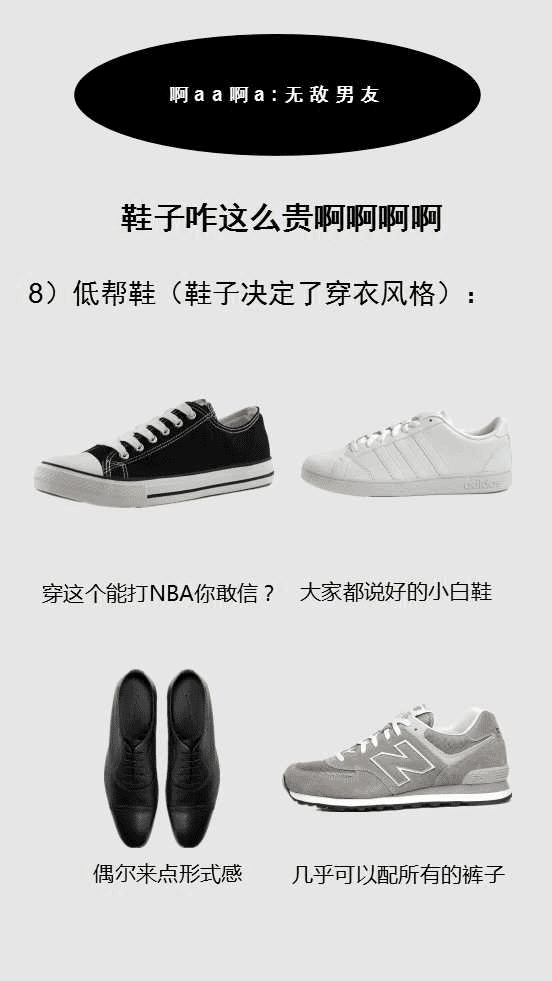 啊aa啊a:无敌男友
鞋子咋这么贵啊啊啊啊
8）低帮鞋（鞋子决定了穿衣风格）：
adidas
穿这个能打NBA你敢信？
大家都说好的小白鞋
N
偶尔来点形式感
几乎可以配所有的裤子